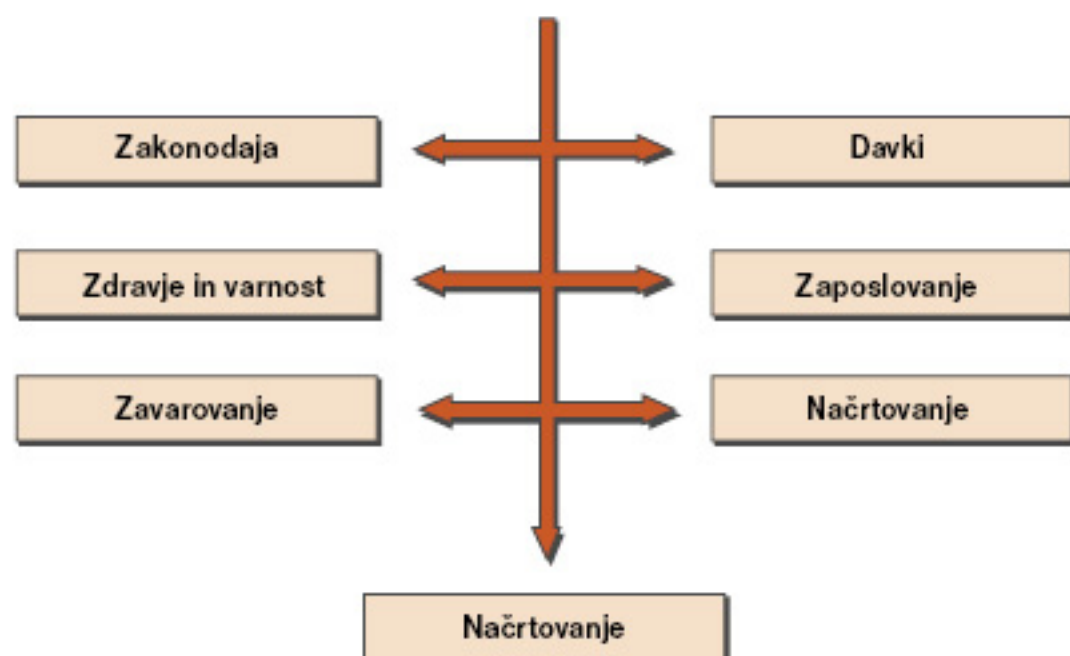 Zakonodaja
Davki
Zdravje in varnost
Zaposlovanje
Zavarovanje
Načrtovanje
Načrtovanje